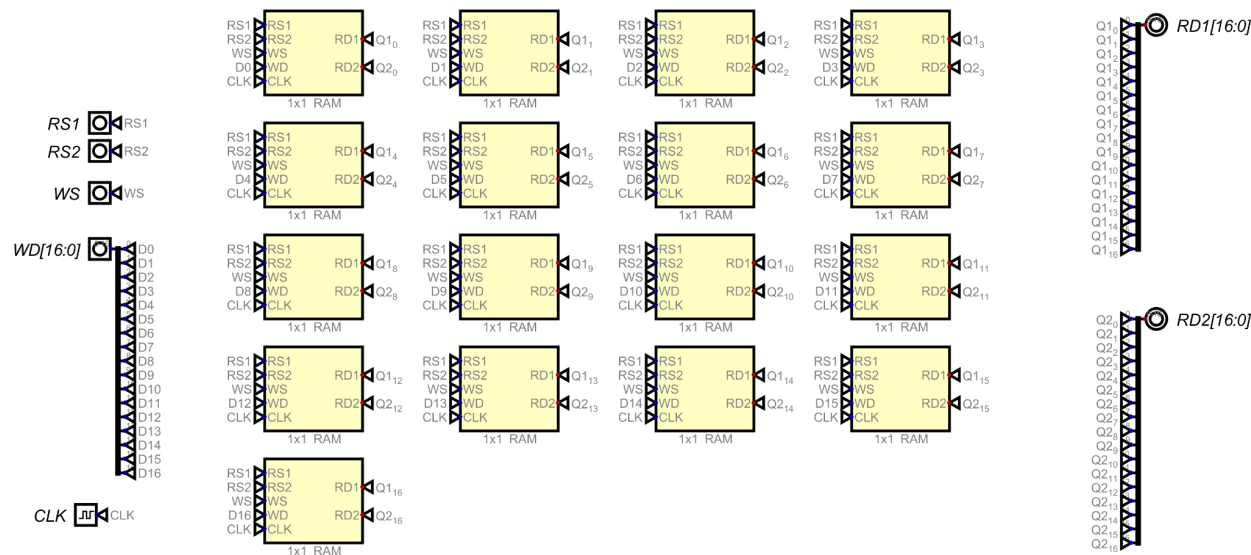 RS1 RS1 RD1 Q1₀
RS2 RS2
WS WS
D0 WD RD2 Q2₀
CLK CLK
1x1 RAM
RS1 RS1 RD1 Q1₁
RS2 RS2
WS WS
D1 WD RD2 Q2₁
CLK CLK
1x1 RAM
RS1 RS1 RD1 Q1₂
RS2 RS2
WS WS
D2 WD RD2 Q2₂
CLK CLK
1x1 RAM
RS1 RS1 RD1 Q1₃
RS2 RS2
WS WS
D3 WD RD2 Q2₃
CLK CLK
1x1 RAM
RS1 RS1
RS2 RS2
WS WS
WD[16:0]
D0
D1
D2
D3
D4
D5
D6
D7
D8
D9
D10
D11
D12
D13
D14
D15
D16
CLK CLK
RS1 RS1 RD1 Q1₄
RS2 RS2
WS WS
D4 WD RD2 Q2₄
CLK CLK
1x1 RAM
RS1 RS1 RD1 Q1₅
RS2 RS2
WS WS
D5 WD RD2 Q2₅
CLK CLK
1x1 RAM
RS1 RS1 RD1 Q1₆
RS2 RS2
WS WS
D6 WD RD2 Q2₆
CLK CLK
1x1 RAM
RS1 RS1 RD1 Q1₇
RS2 RS2
WS WS
D7 WD RD2 Q2₇
CLK CLK
1x1 RAM
RS1 RS1 RD1 Q1₈
RS2 RS2
WS WS
D8 WD RD2 Q2₈
CLK CLK
1x1 RAM
RS1 RS1 RD1 Q1₉
RS2 RS2
WS WS
D9 WD RD2 Q2₉
CLK CLK
1x1 RAM
RS1 RS1 RD1 Q1₁₀
RS2 RS2
WS WS
D10 WD RD2 Q2₁₀
CLK CLK
1x1 RAM
RS1 RS1 RD1 Q1₁₁
RS2 RS2
WS WS
D11 WD RD2 Q2₁₁
CLK CLK
1x1 RAM
RS1 RS1 RD1 Q1₁₂
RS2 RS2
WS WS
D12 WD RD2 Q2₁₂
CLK CLK
1x1 RAM
RS1 RS1 RD1 Q1₁₃
RS2 RS2
WS WS
D13 WD RD2 Q2₁₃
CLK CLK
1x1 RAM
RS1 RS1 RD1 Q1₁₄
RS2 RS2
WS WS
D14 WD RD2 Q2₁₄
CLK CLK
1x1 RAM
RS1 RS1 RD1 Q1₁₅
RS2 RS2
WS WS
D15 WD RD2 Q2₁₅
CLK CLK
1x1 RAM
RS1 RS1 RD1 Q1₁₆
RS2 RS2
WS WS
D16 WD RD2 Q2₁₆
CLK CLK
1x1 RAM
Q1₀ RD1[16:0]
Q1₁
Q1₂
Q1₃
Q1₄
Q1₅
Q1₆
Q1₇
Q1₈
Q1₉
Q1₁₀
Q1₁₁
Q1₁₂
Q1₁₃
Q1₁₄
Q1₁₅
Q1₁₆
Q2₀ RD2[16:0]
Q2₁
Q2₂
Q2₃
Q2₄
Q2₅
Q2₆
Q2₇
Q2₈
Q2₉
Q2₁₀
Q2₁₁
Q2₁₂
Q2₁₃
Q2₁₄
Q2₁₅
Q2₁₆